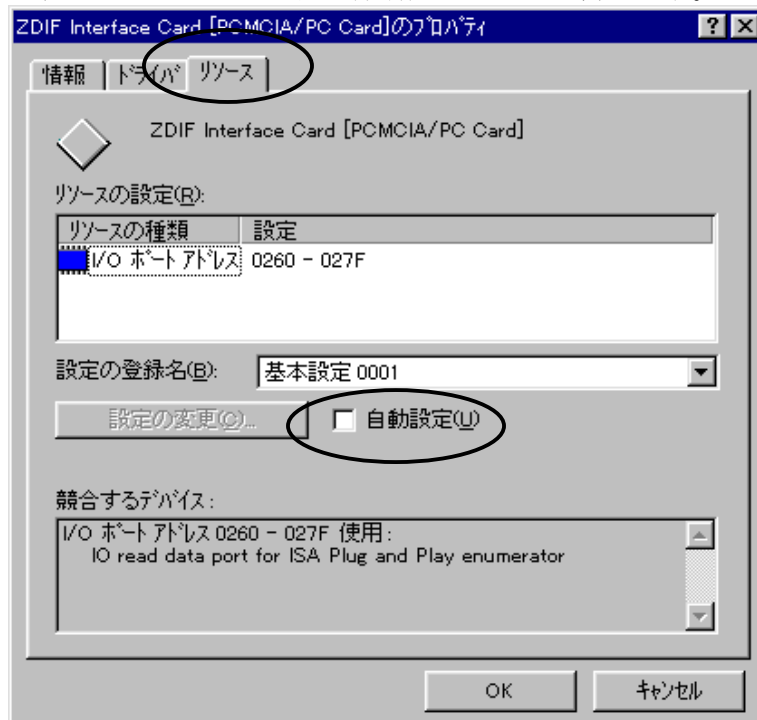 ZDIF Interface Card [PCMCIA/PC Card]のﾌﾟﾛﾊﾟﾃｨ
情報 ﾄﾞﾗｲﾊﾞ リソース
ZDIF Interface Card [PCMCIA/PC Card]
リソースの設定(R):
リソースの種類 設定
I/O ﾎﾟｰﾄ ｱﾄﾞﾚｽ 0260 - 027F
設定の登録名(B): 基本設定 0001
設定の変更(C)... 自動設定(U)
競合するﾃﾞﾊﾞｲｽ:
I/O ﾎﾟｰﾄ ｱﾄﾞﾚｽ 0260 - 027F 使用:
IO read data port for ISA Plug and Play enumerator
OK ｷｬﾝｾﾙ